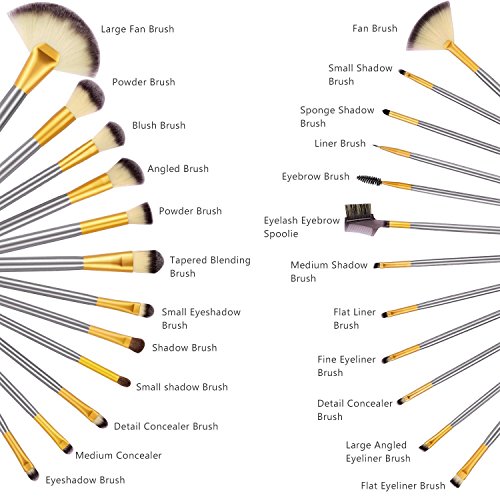 Large Fan Brush
Powder Brush
Blush Brush
Angled Brush
Powder Brush
Tapered Blending
Brush
Small Eyeshadow
Brush
Shadow Brush
Small shadow Brush
Detail Concealer Brush
Medium Concealer
Eyeshadow Brush
Fan Brush
Small Shadow
Brush
Sponge Shadow
Brush
Liner Brush
Eyebrow Brush
Eyelash Eyebrow
Spoolie
Medium Shadow
Brush
Flat Liner
Brush
Fine Eyeliner
Brush
Detail Concealer
Brush
Large Angled
Eyeliner Brush
Flat Eyeliner Brush